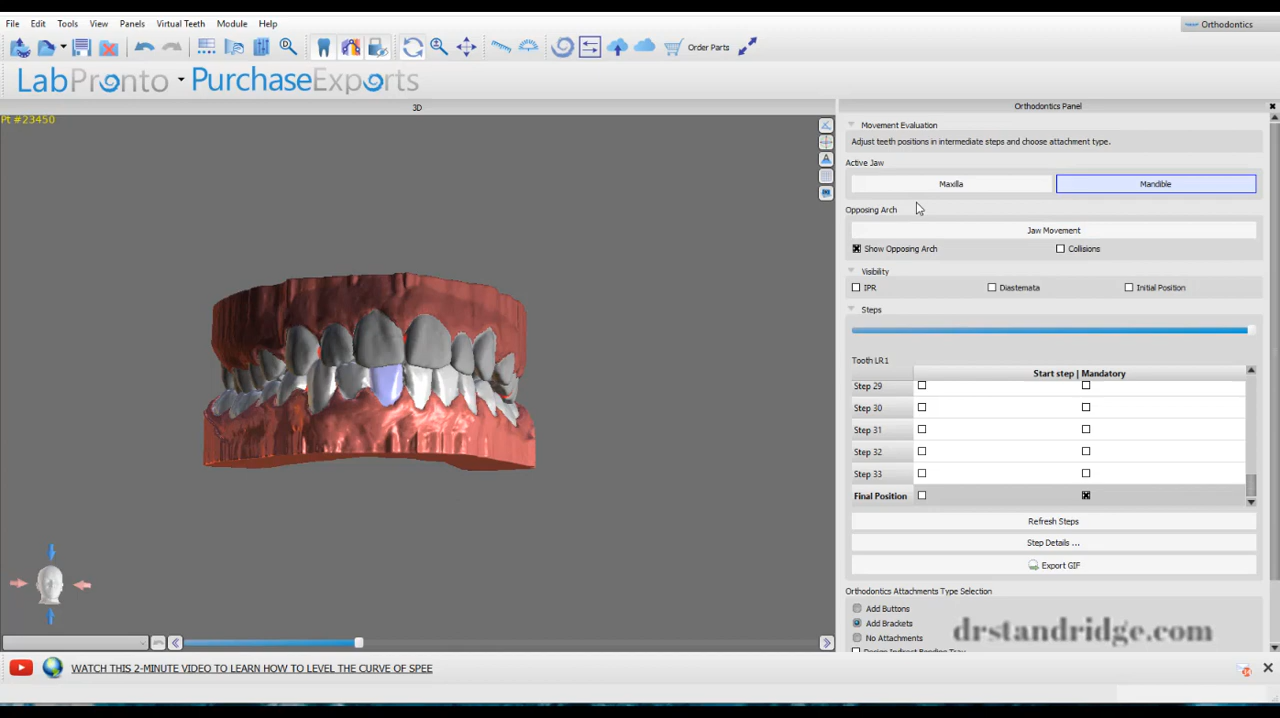 File Edit Tools View Panels Virtual Teeth Module Help
Orthodontics
Order Parts
LabPronto PurchaseExports
3D
Pt #23450
Orthodontics Panel
Movement Evaluation
Adjust teeth positions in intermediate steps and choose attachment type.
Active Jaw
Maxilla Mandible
Opposing Arch
Jaw Movement
Show Opposing Arch Collisions
Visibility
IPR Diastemata Initial Position
Steps
Tooth LR1
Start step | Mandatory
Step 29
Step 30
Step 31
Step 32
Step 33
Final Position
Refresh Steps
Step Details ...
Export GIF
Orthodontics Attachments Type Selection
Add Buttons
Add Brackets
No Attachments
Design Indirect Bonding Tray
drstandridge.com
WATCH THIS 2-MINUTE VIDEO TO LEARN HOW TO LEVEL THE CURVE OF SPEE